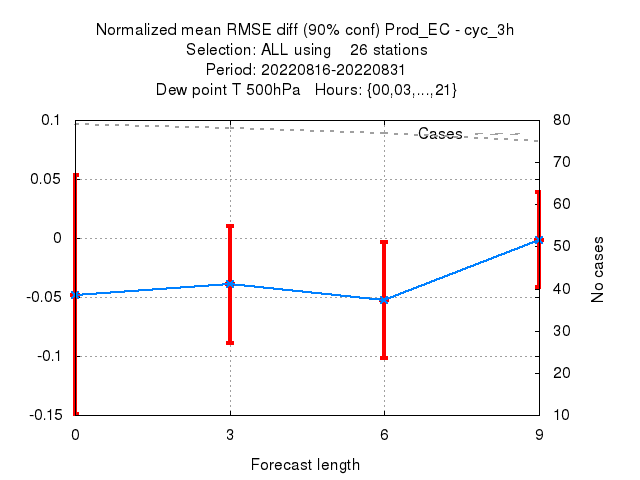 Normalized mean RMSE diff (90% conf) Prod_EC - cyc_3h
Selection: ALL using    26 stations
Period: 20220816-20220831
Dew point T 500hPa   Hours: {00,03,...,21}
0.1
0.05
0
-0.05
-0.1
-0.15
Cases
80
70
60
50
40
30
20
10
No cases
0 3 6 9
Forecast length